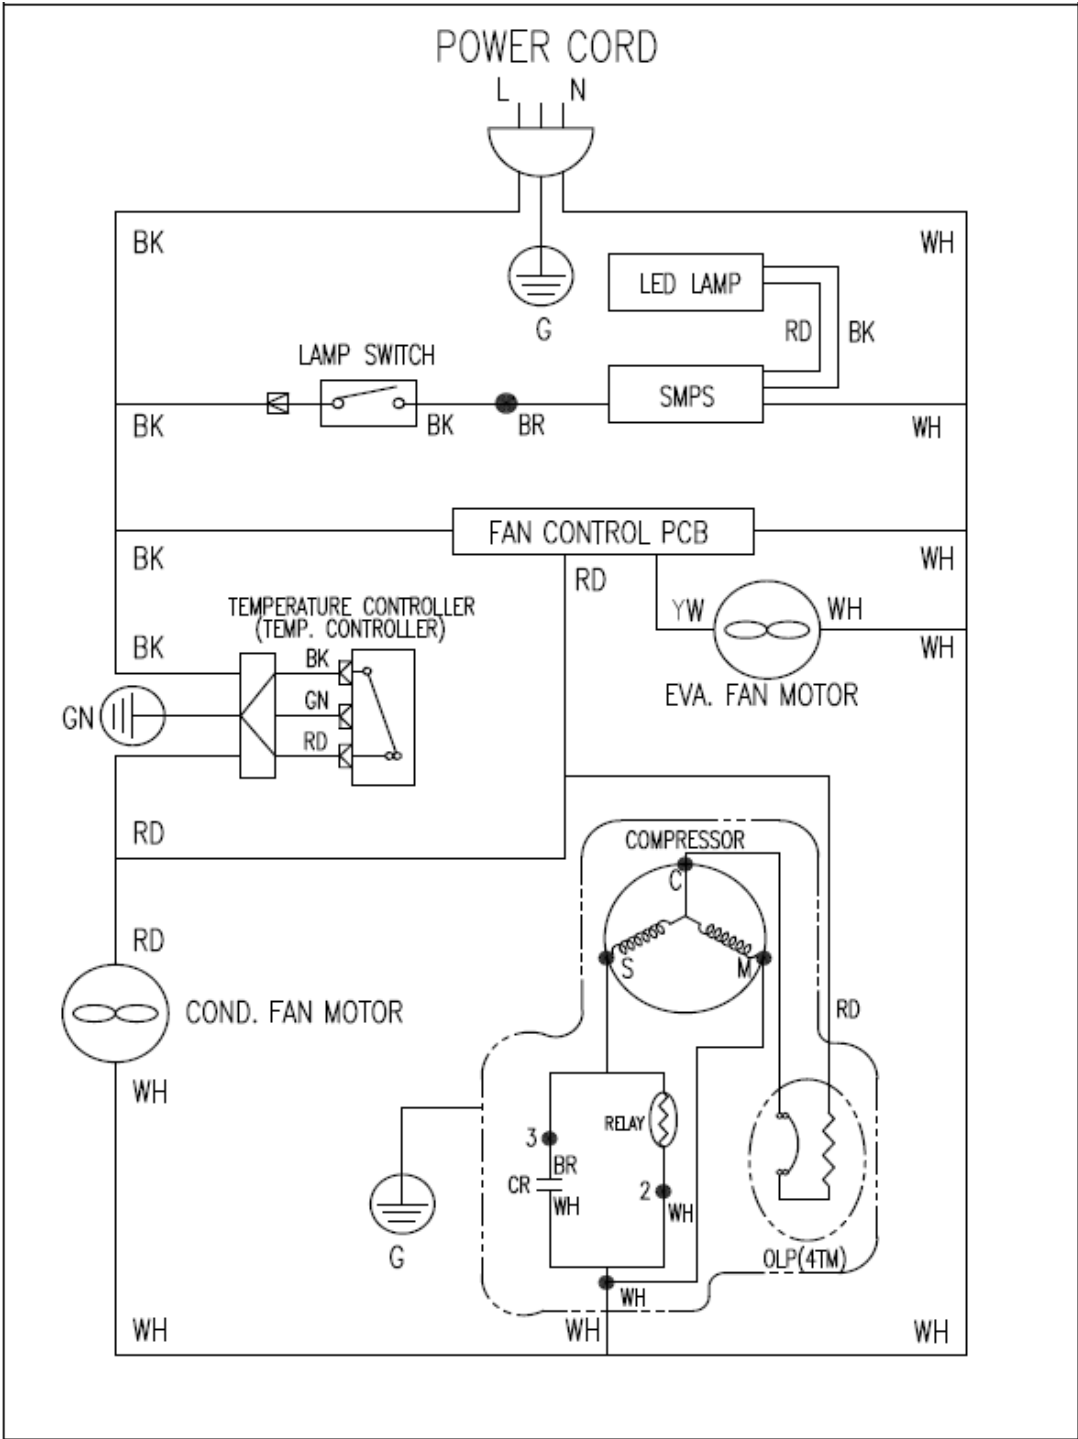 POWER CORD
L N
BK
WH
LED LAMP
G
RD BK
LAMP SWITCH
SMPS
BK
BK
BR
WH
FAN CONTROL PCB
BK
RD
WH
TEMPERATURE CONTROLLER
(TEMP. CONTROLLER)
YW
WH
BK
BK
WH
EVA. FAN MOTOR
GN
GN
RD
RD
COMPRESSOR
C
RD
S
M
COND. FAN MOTOR
RD
WH
RELAY
3
BR
CR
WH
2
WH
G
OLP(4TM)
WH
WH
WH
WH